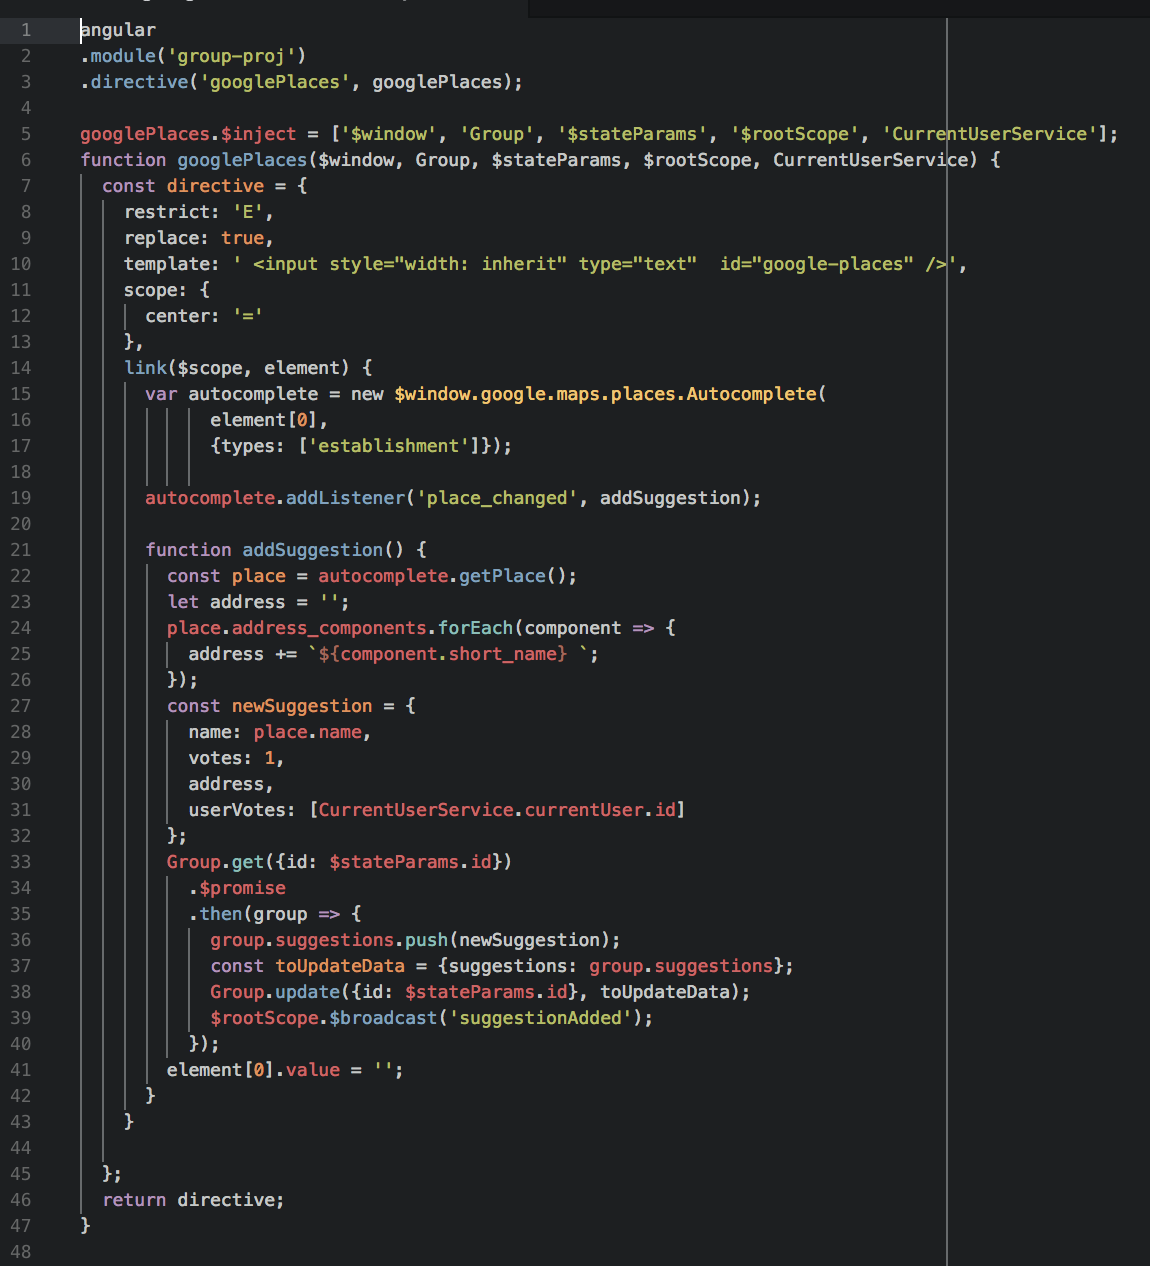 1 angular
2 .module('group-proj')
3 .directive('googlePlaces', googlePlaces);
4
5 googlePlaces.$inject = ['$window', 'Group', '$stateParams', '$rootScope', 'CurrentUserService'];
6 function googlePlaces($window, Group, $stateParams, $rootScope, CurrentUserService) {
7   const directive = {
8     restrict: 'E',
9     replace: true,
10     template: ' <input style="width: inherit" type="text"  id="google-places" />',
11     scope: {
12       center: '='
13     },
14     link($scope, element) {
15       var autocomplete = new $window.google.maps.places.Autocomplete(
16             element[0],
17             {types: ['establishment']});
18
19       autocomplete.addListener('place_changed', addSuggestion);
20
21       function addSuggestion() {
22         const place = autocomplete.getPlace();
23         let address = '';
24         place.address_components.forEach(component => {
25           address += `${component.short_name} `;
26         });
27         const newSuggestion = {
28           name: place.name,
29           votes: 1,
30           address,
31           userVotes: [CurrentUserService.currentUser.id]
32         };
33         Group.get({id: $stateParams.id})
34           .$promise
35           .then(group => {
36             group.suggestions.push(newSuggestion);
37             const toUpdateData = {suggestions: group.suggestions};
38             Group.update({id: $stateParams.id}, toUpdateData);
39             $rootScope.$broadcast('suggestionAdded');
40           });
41         element[0].value = '';
42       }
43     }
44
45   };
46   return directive;
47 }
48